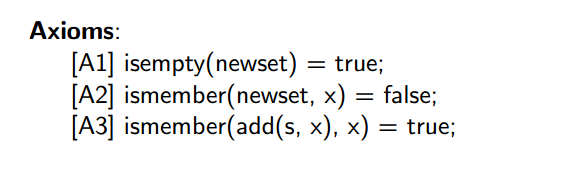 Axioms:
[A1] isempty(newset) = true;
[A2] ismember(newset, x) = false;
[A3] ismember(add(s, x), x) = true;